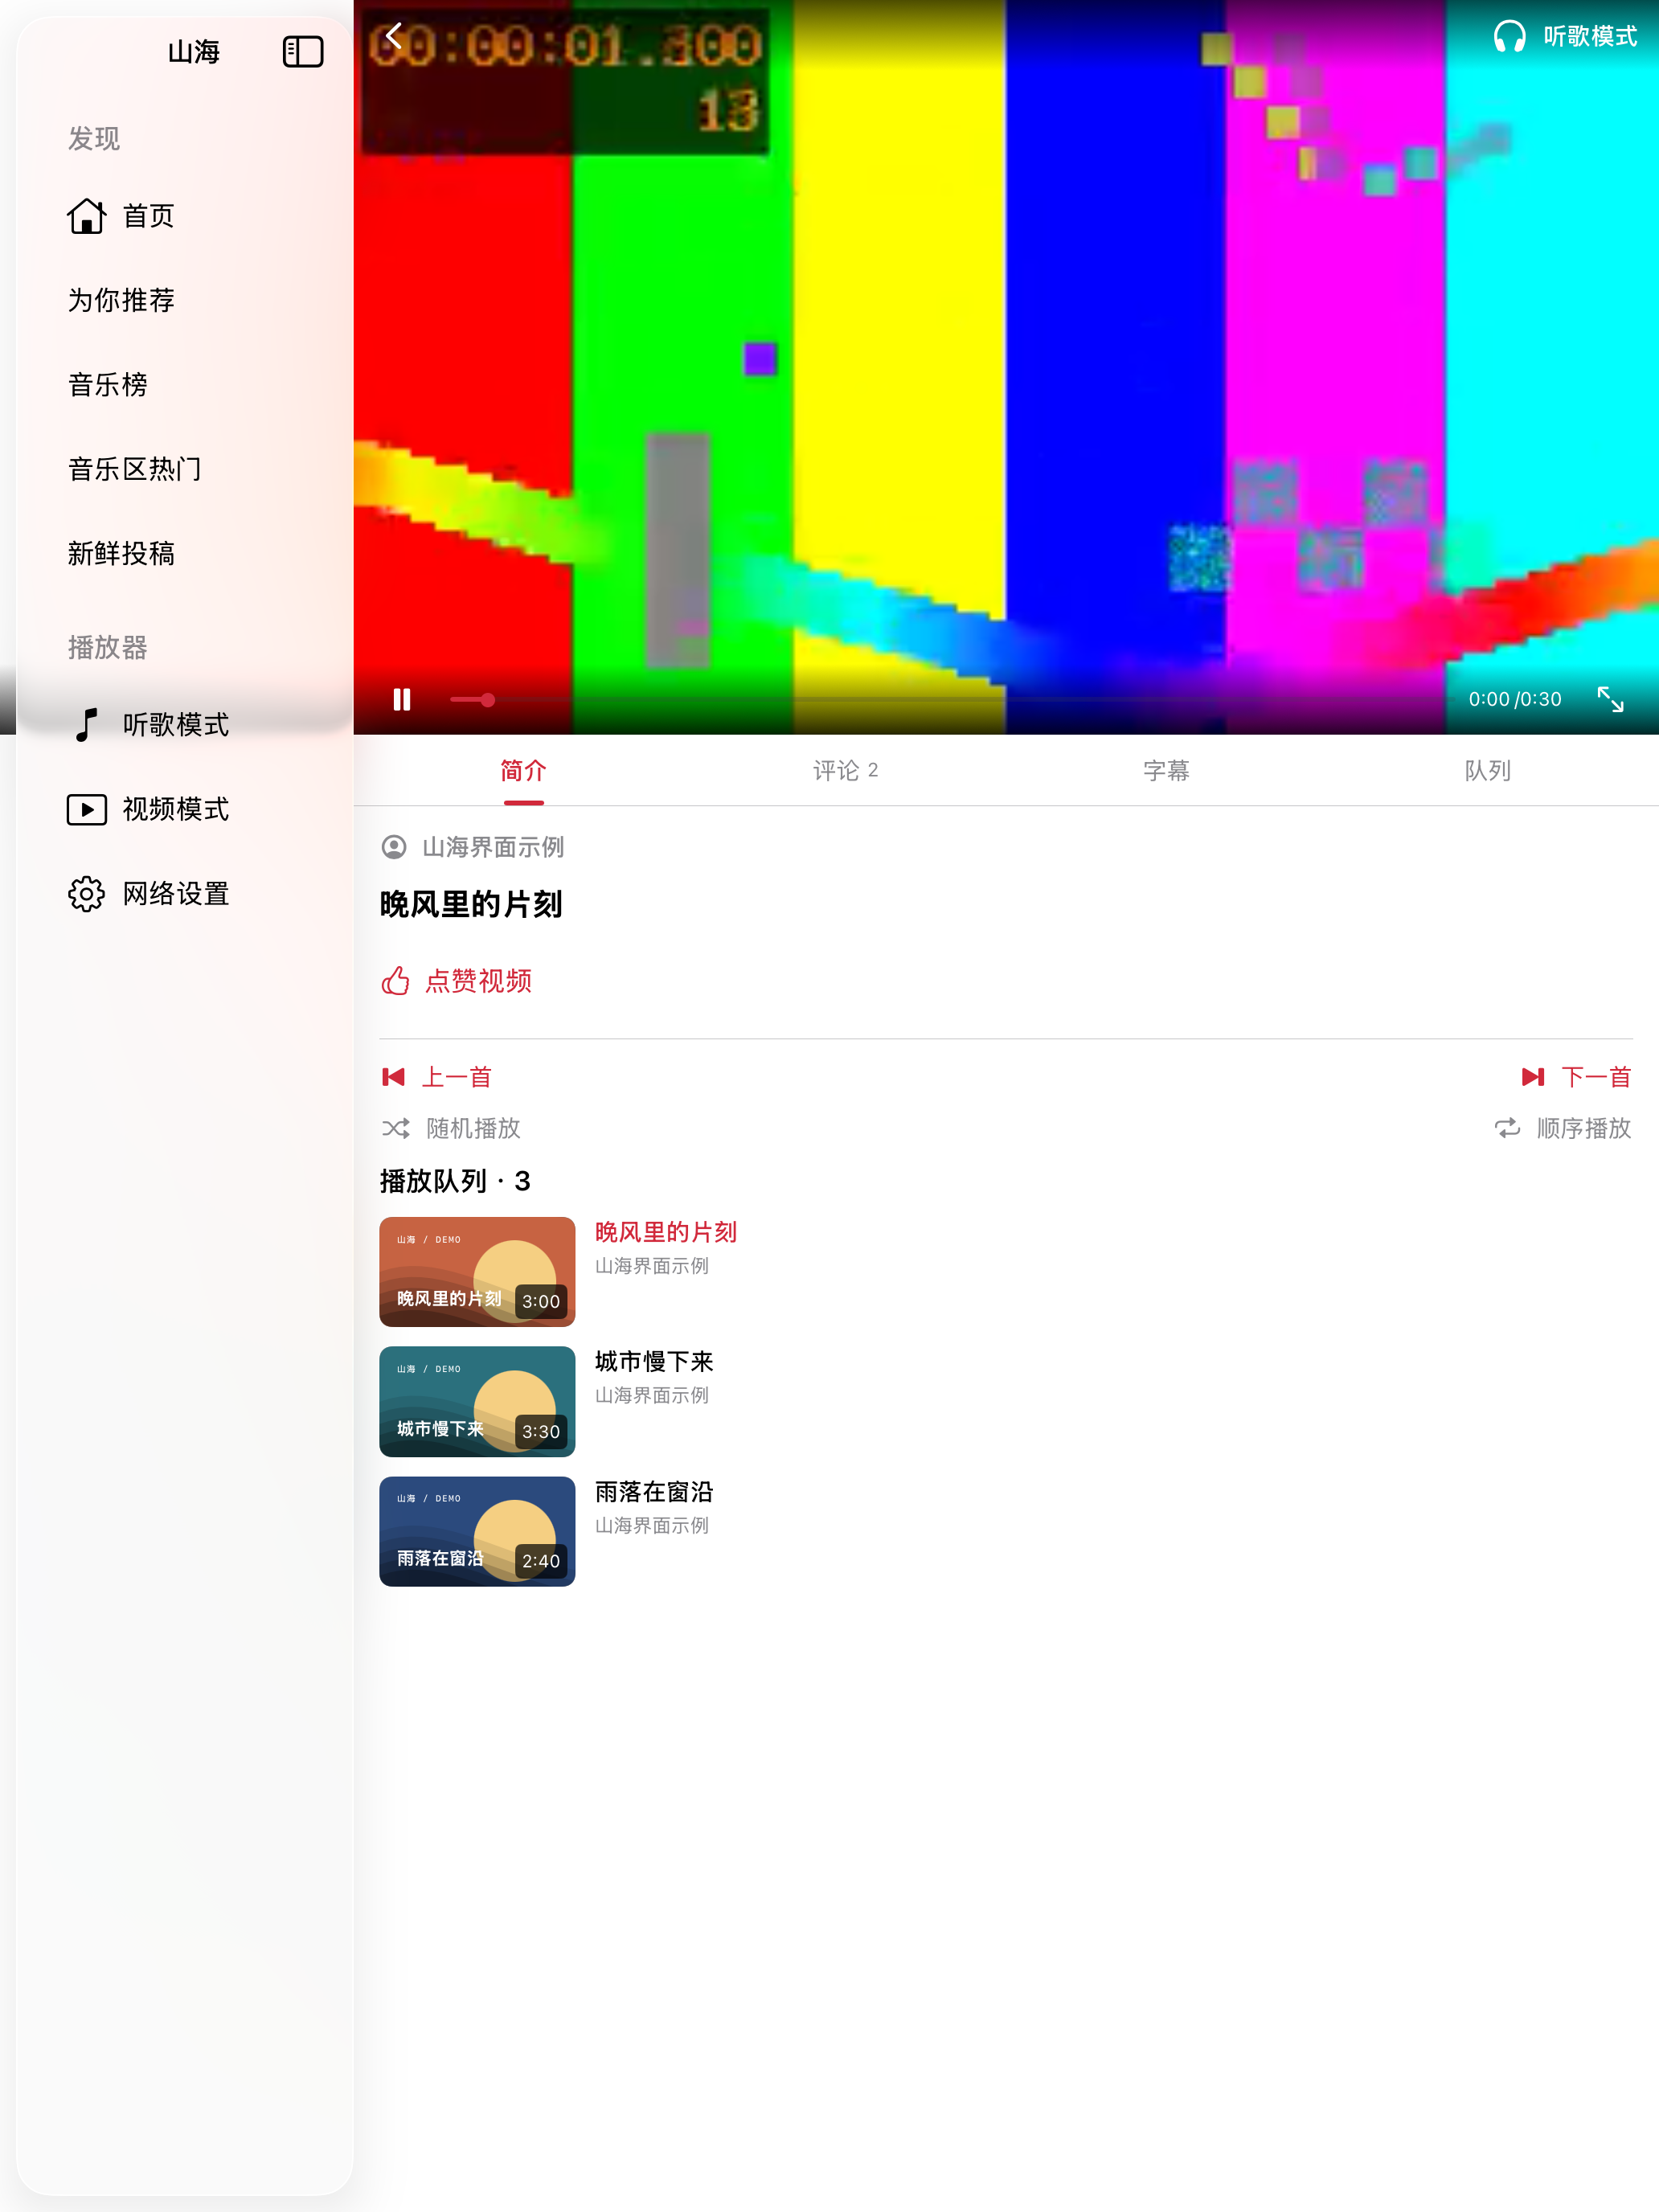 山海
发现
首页
为你推荐
音乐榜
音乐区热门
新鲜投稿
播放器
听歌模式
视频模式
网络设置
听歌模式
13
0:00 /0:30
简介
评论 2
字幕
队列
山海界面示例
晚风里的片刻
点赞视频
上一首
下一首
随机播放
顺序播放
播放队列 · 3
山海 / DEMO
晚风里的片刻
3:00
晚风里的片刻
山海界面示例
山海 / DEMO
城市慢下来
3:30
城市慢下来
山海界面示例
山海 / DEMO
雨落在窗沿
2:40
雨落在窗沿
山海界面示例